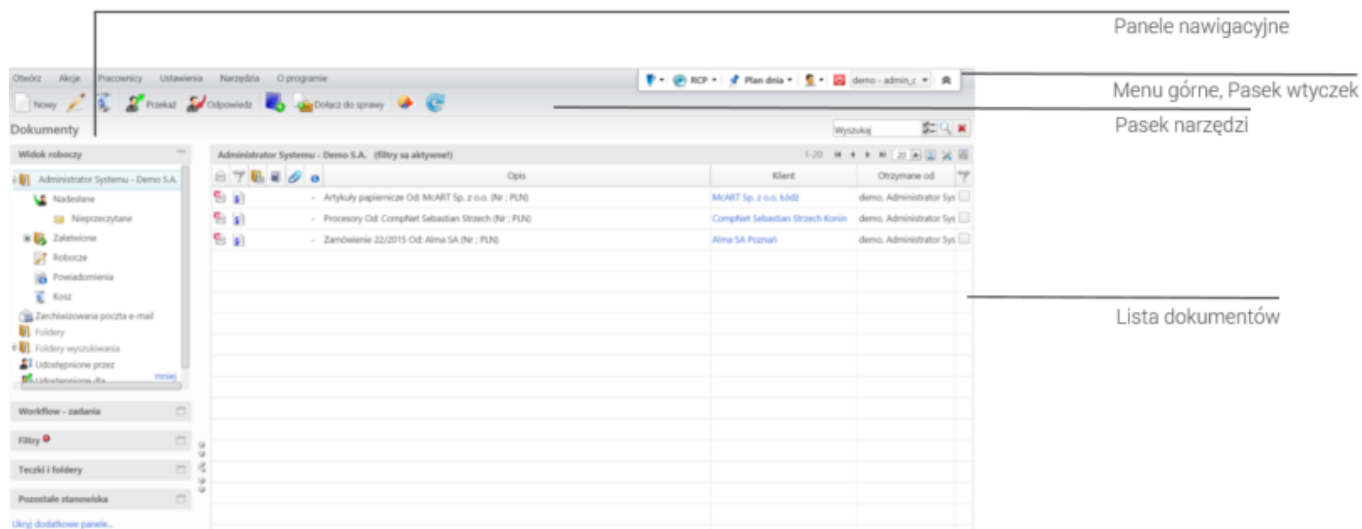 Panele nawigacyjne
Otwórz Akcje Pracownicy Ustawienia Narzędzia O programie
RCP Plan dnia demo - admin_c
Menu górne, Pasek wtyczek
Nowy Przekaż Odpowiedz Dołącz do sprawy
Pasek narzędzi
Dokumenty
Wyszukaj
Widok roboczy
Administrator Systemu - Demo S.A. (filtry są aktywne!)
1-20 20
Administrator Systemu - Demo S.A.
Opis Klient Otrzymane od
Nadesłane
- Artykuły papiernicze Od: McART Sp. z o.o. (Nr ; PLN) McART Sp. z o.o. Łódź demo, Administrator Sys
Nieprzeczytane
- Procesory Od: CompNet Sebastian Strzech (Nr ; PLN) CompNet Sebastian Strzech Konin demo, Administrator Sys
Załatwione
- Zamówienie 22/2015 Od: Alma SA (Nr ; PLN) Alma SA Poznań demo, Administrator Sys
Robocze
Powiadomienia
Kosz
Zarchiwizowana poczta e-mail
Lista dokumentów
Foldery
Foldery wyszukiwania
Udostępnione przez
Udostępnione dla mniej
Workflow - zadania
Filtry
Teczki i foldery
Pozostałe stanowiska
Ukryj dodatkowe panele...